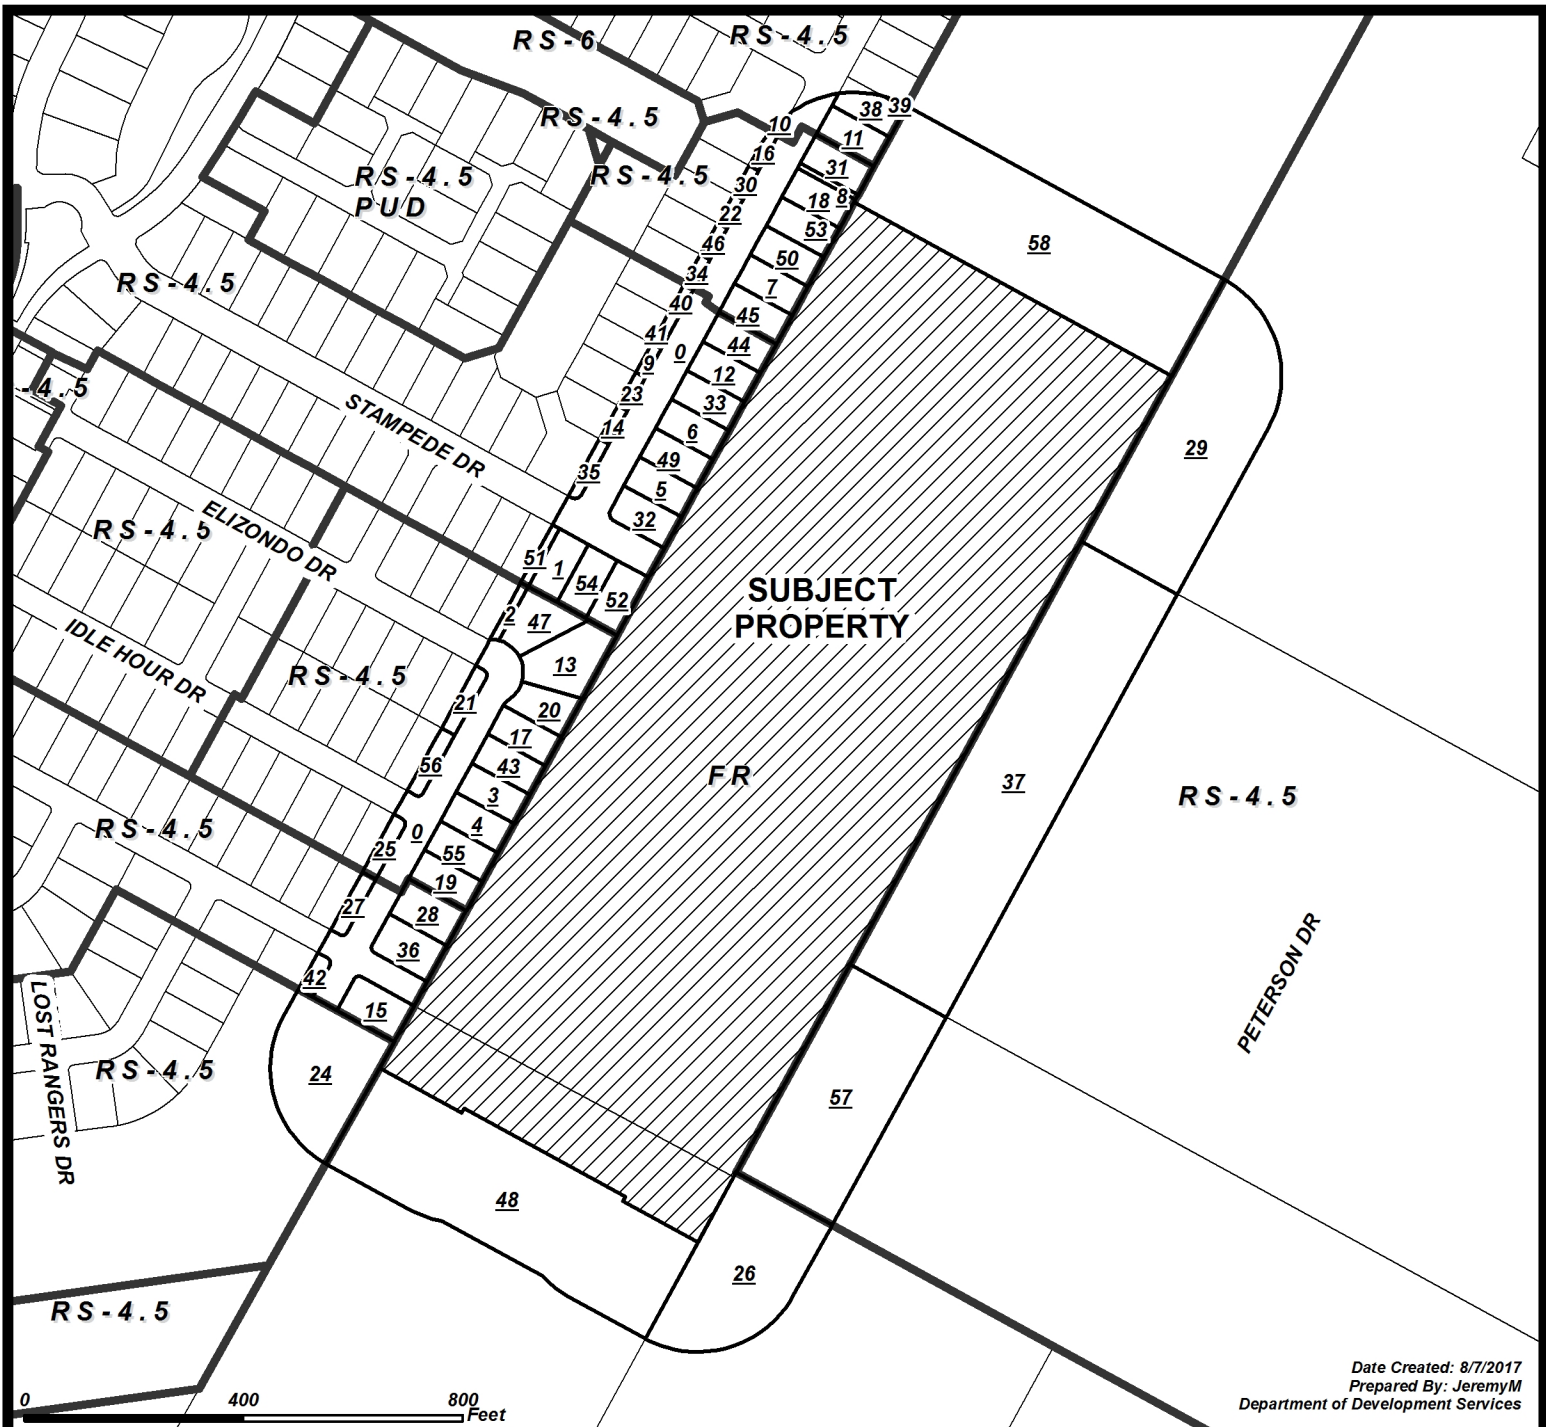 RS-6
RS-4.5
RS-4.5
RS-4.5
RS-4.5
PUD
RS-4.5
-4.5
10
38
39
11
16
31
30
8
18
22
53
46
50
58
34
7
40
45
41
0
44
9
12
23
33
14
6
35
49
5
32
29
STAMPEDE DR
ELIZONDO DR
IDLE HOUR DR
RS-4.5
RS-4.5
51
1
54
52
2
47
13
21
20
17
56
43
3
4
0
25
55
19
27
28
36
42
15
24
SUBJECT
PROPERTY
FR
37
RS-4.5
RS-4.5
PETERSON DR
LOST RANGERS DR
RS-4.5
57
48
26
RS-4.5
0 400 800
Feet
Date Created: 8/7/2017
Prepared By: JeremyM
Department of Development Services